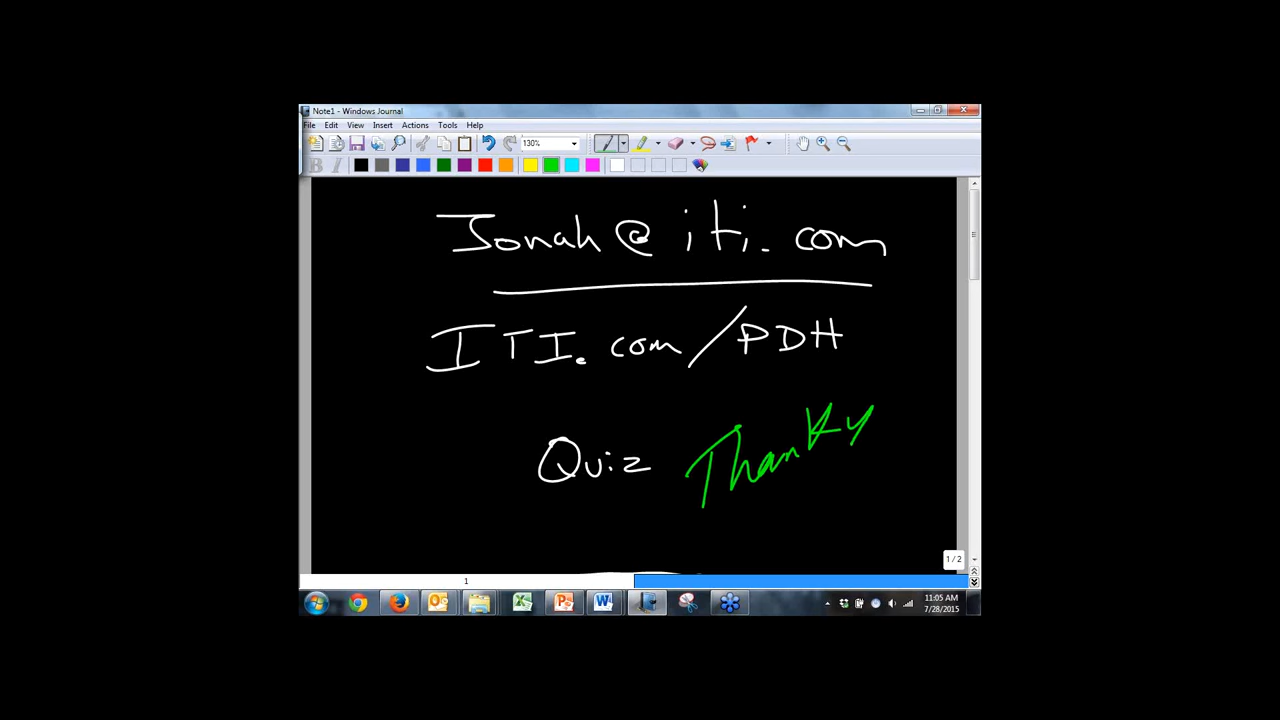 Note1 - Windows Journal
File Edit View Insert Actions Tools Help
130%
B I
Jonah@iti.com
ITI.com/PDH
Quiz Thanky
1 / 2
1
11:05 AM
7/28/2015